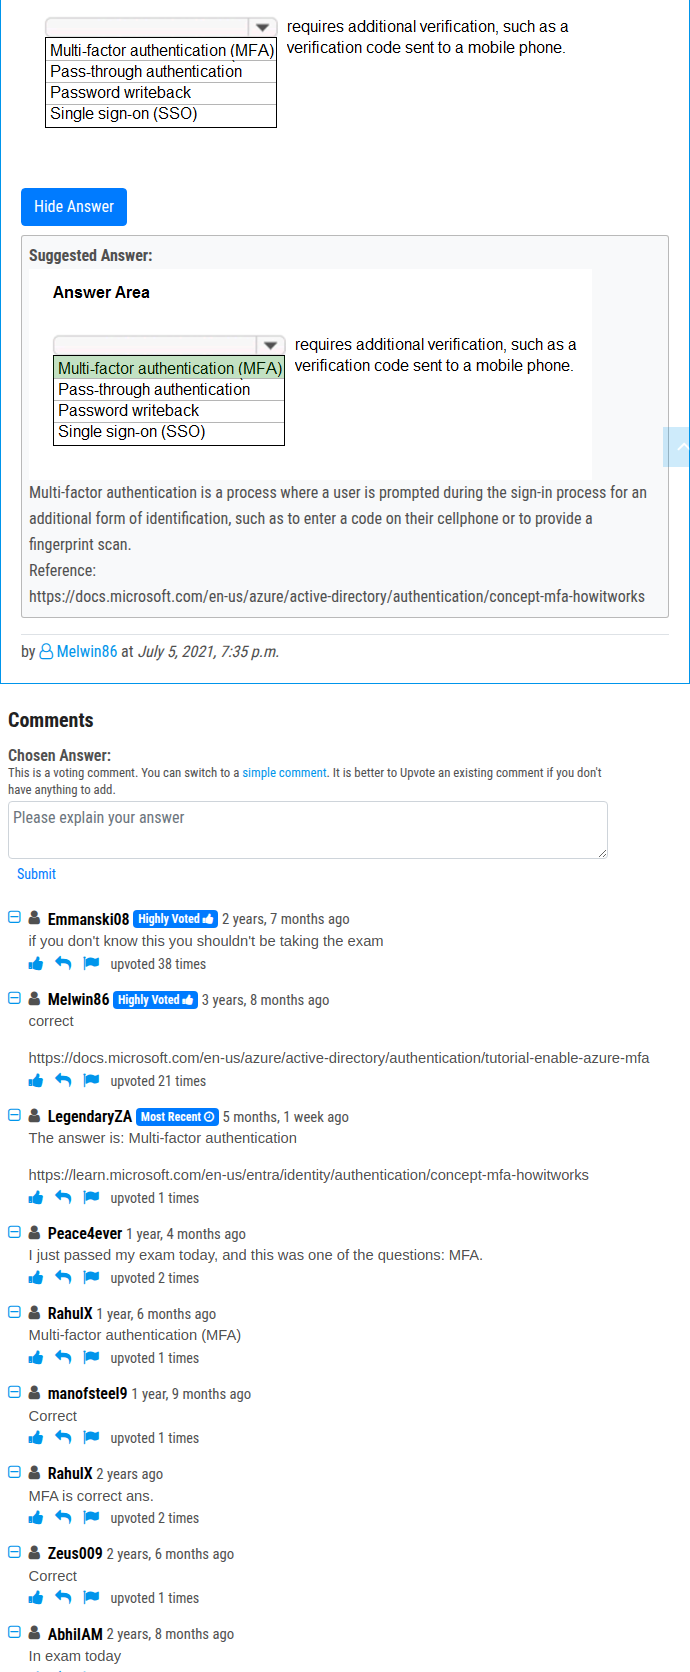 requires additional verification, such as a
verification code sent to a mobile phone.
Multi-factor authentication (MFA)
Pass-through authentication
Password writeback
Single sign-on (SSO)
Hide Answer
Suggested Answer:
Answer Area
requires additional verification, such as a
verification code sent to a mobile phone.
Multi-factor authentication (MFA)
Pass-through authentication
Password writeback
Single sign-on (SSO)
Multi-factor authentication is a process where a user is prompted during the sign-in process for an
additional form of identification, such as to enter a code on their cellphone or to provide a
fingerprint scan.
Reference:
https://docs.microsoft.com/en-us/azure/active-directory/authentication/concept-mfa-howitworks
by Melwin86 at July 5, 2021, 7:35 p.m.
Comments
Chosen Answer:
This is a voting comment. You can switch to a simple comment. It is better to Upvote an existing comment if you don't
have anything to add.
Please explain your answer
Submit
Emmanski08 Highly Voted 2 years, 7 months ago
if you don't know this you shouldn't be taking the exam
upvoted 38 times
Melwin86 Highly Voted 3 years, 8 months ago
correct
https://docs.microsoft.com/en-us/azure/active-directory/authentication/tutorial-enable-azure-mfa
upvoted 21 times
LegendaryZA Most Recent 5 months, 1 week ago
The answer is: Multi-factor authentication
https://learn.microsoft.com/en-us/entra/identity/authentication/concept-mfa-howitworks
upvoted 1 times
Peace4ever 1 year, 4 months ago
I just passed my exam today, and this was one of the questions: MFA.
upvoted 2 times
RahulX 1 year, 6 months ago
Multi-factor authentication (MFA)
upvoted 1 times
manofsteel9 1 year, 9 months ago
Correct
upvoted 1 times
RahulX 2 years ago
MFA is correct ans.
upvoted 2 times
Zeus009 2 years, 6 months ago
Correct
upvoted 1 times
AbhilAM 2 years, 8 months ago
In exam today